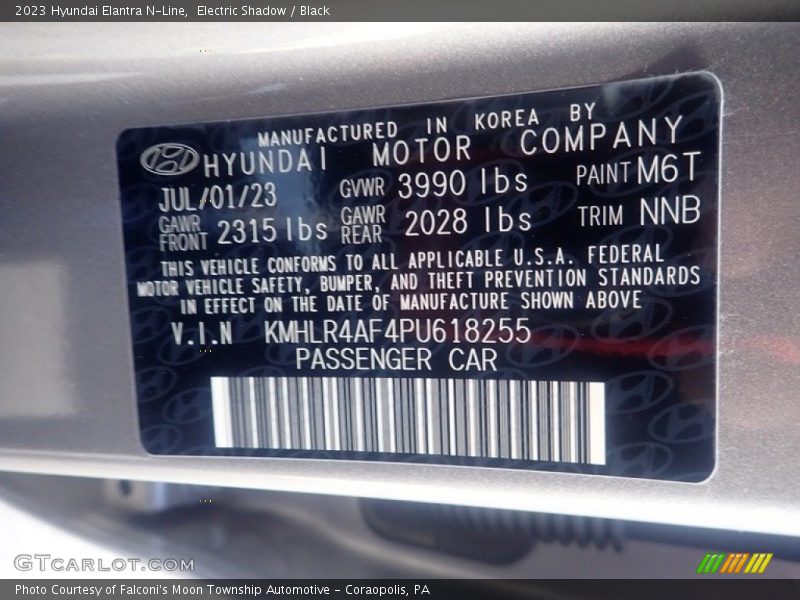 2023 Hyundai Elantra N-Line,  Electric Shadow / Black
MANUFACTURED IN KOREA BY
HYUNDAI MOTOR COMPANY
JUL/01/23 GVWR 3990 lbs PAINT M6T
GAWR FRONT 2315 lbs GAWR REAR 2028 lbs TRIM NNB
THIS VEHICLE CONFORMS TO ALL APPLICABLE U.S.A. FEDERAL
MOTOR VEHICLE SAFETY, BUMPER, AND THEFT PREVENTION STANDARDS
IN EFFECT ON THE DATE OF MANUFACTURE SHOWN ABOVE
V.I.N KMHLR4AF4PU618255
PASSENGER CAR
GTCARLOT.COM
Photo Courtesy of Falconi's Moon Township Automotive - Coraopolis, PA